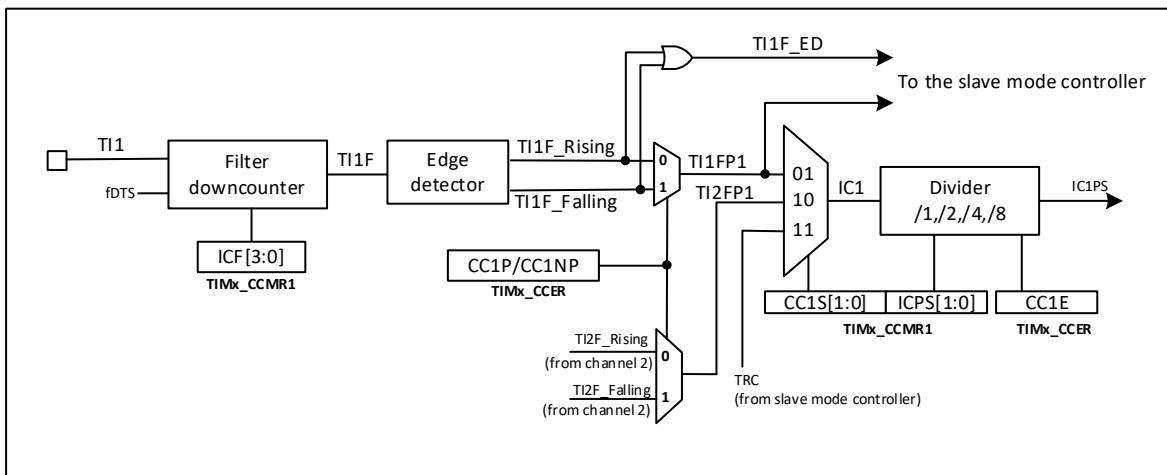 TI1F_ED
To the slave mode controller
TI1
fDTS
Filter
downcounter
TI1F
Edge
detector
TI1F_Rising
TI1F_Falling
0
1
TI1FP1
TI2FP1
01
10
11
IC1
Divider
/1,/2,/4,/8
IC1PS
ICF[3:0]
TIMx_CCMR1
CC1P/CC1NP
TIMx_CCER
CC1S[1:0]
ICPS[1:0]
TIMx_CCMR1
CC1E
TIMx_CCER
TI2F_Rising
(from channel 2)
TI2F_Falling
(from channel 2)
0
1
TRC
(from slave mode controller)